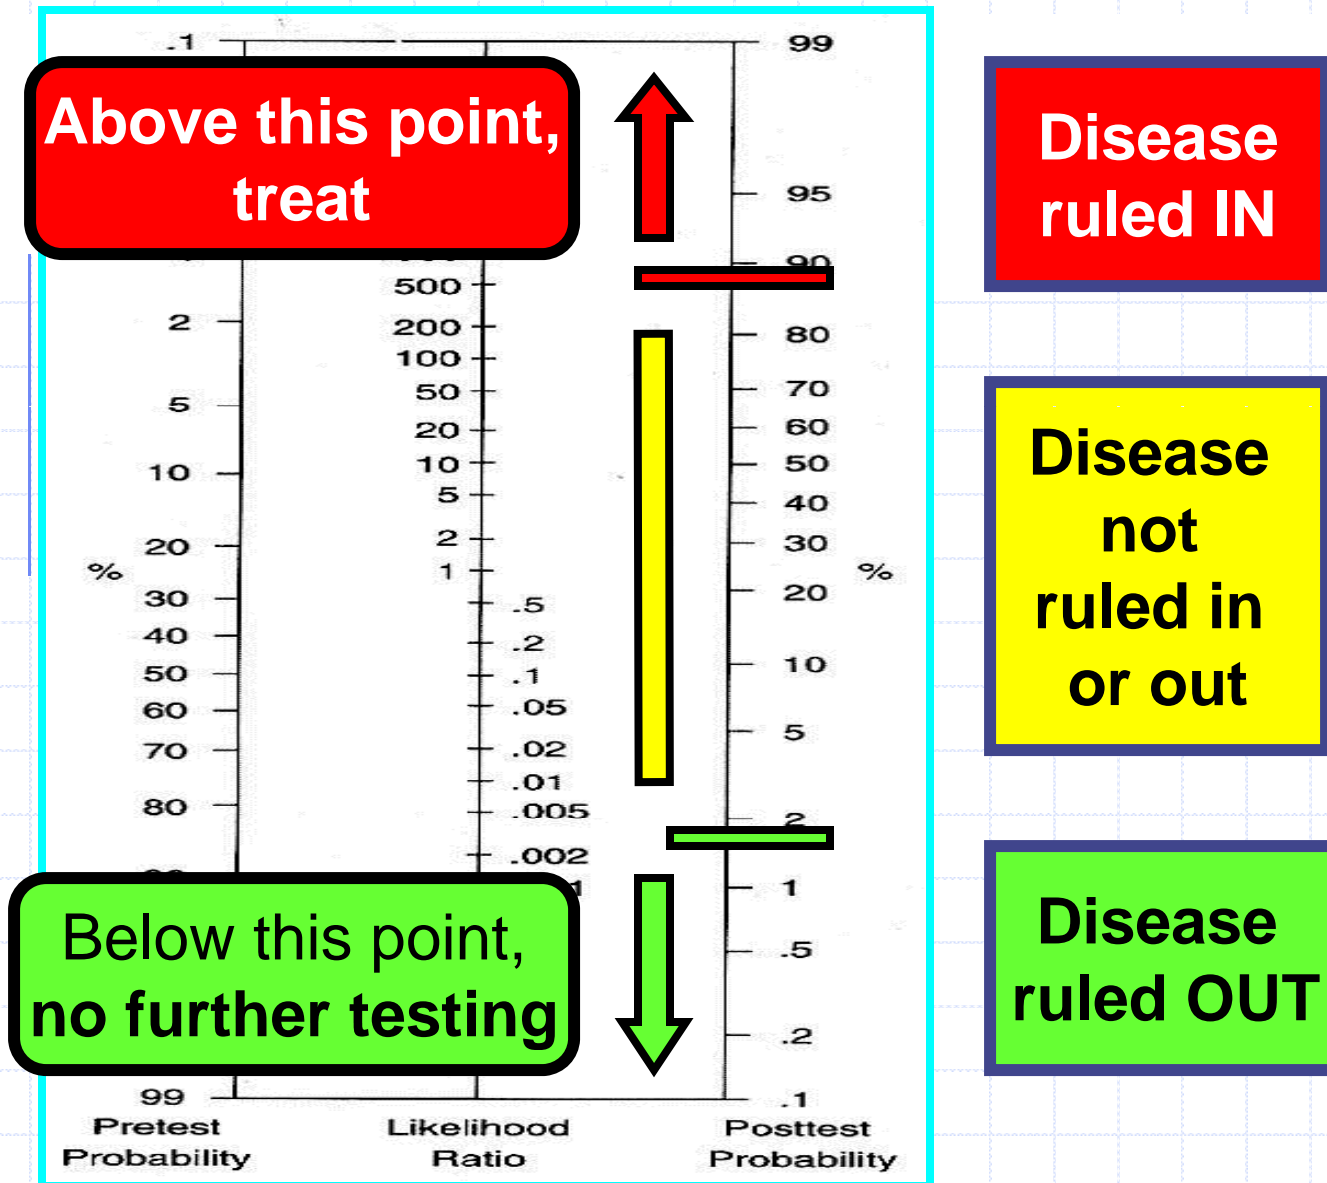 .1
99
Above this point,
treat
Disease
ruled IN
95
90
500
2
200
80
100
5
50
70
20
60
10
10
50
5
40
20
2
30
%
1
%
30
.5
20
40
.2
50
.1
10
60
.05
70
.02
5
.01
80
.005
2
.002
1
Disease
not
ruled in
or out
Below this point,
no further testing
.5
.2
Disease
ruled OUT
99
.1
Pretest
Probability
Likelihood
Ratio
Posttest
Probability